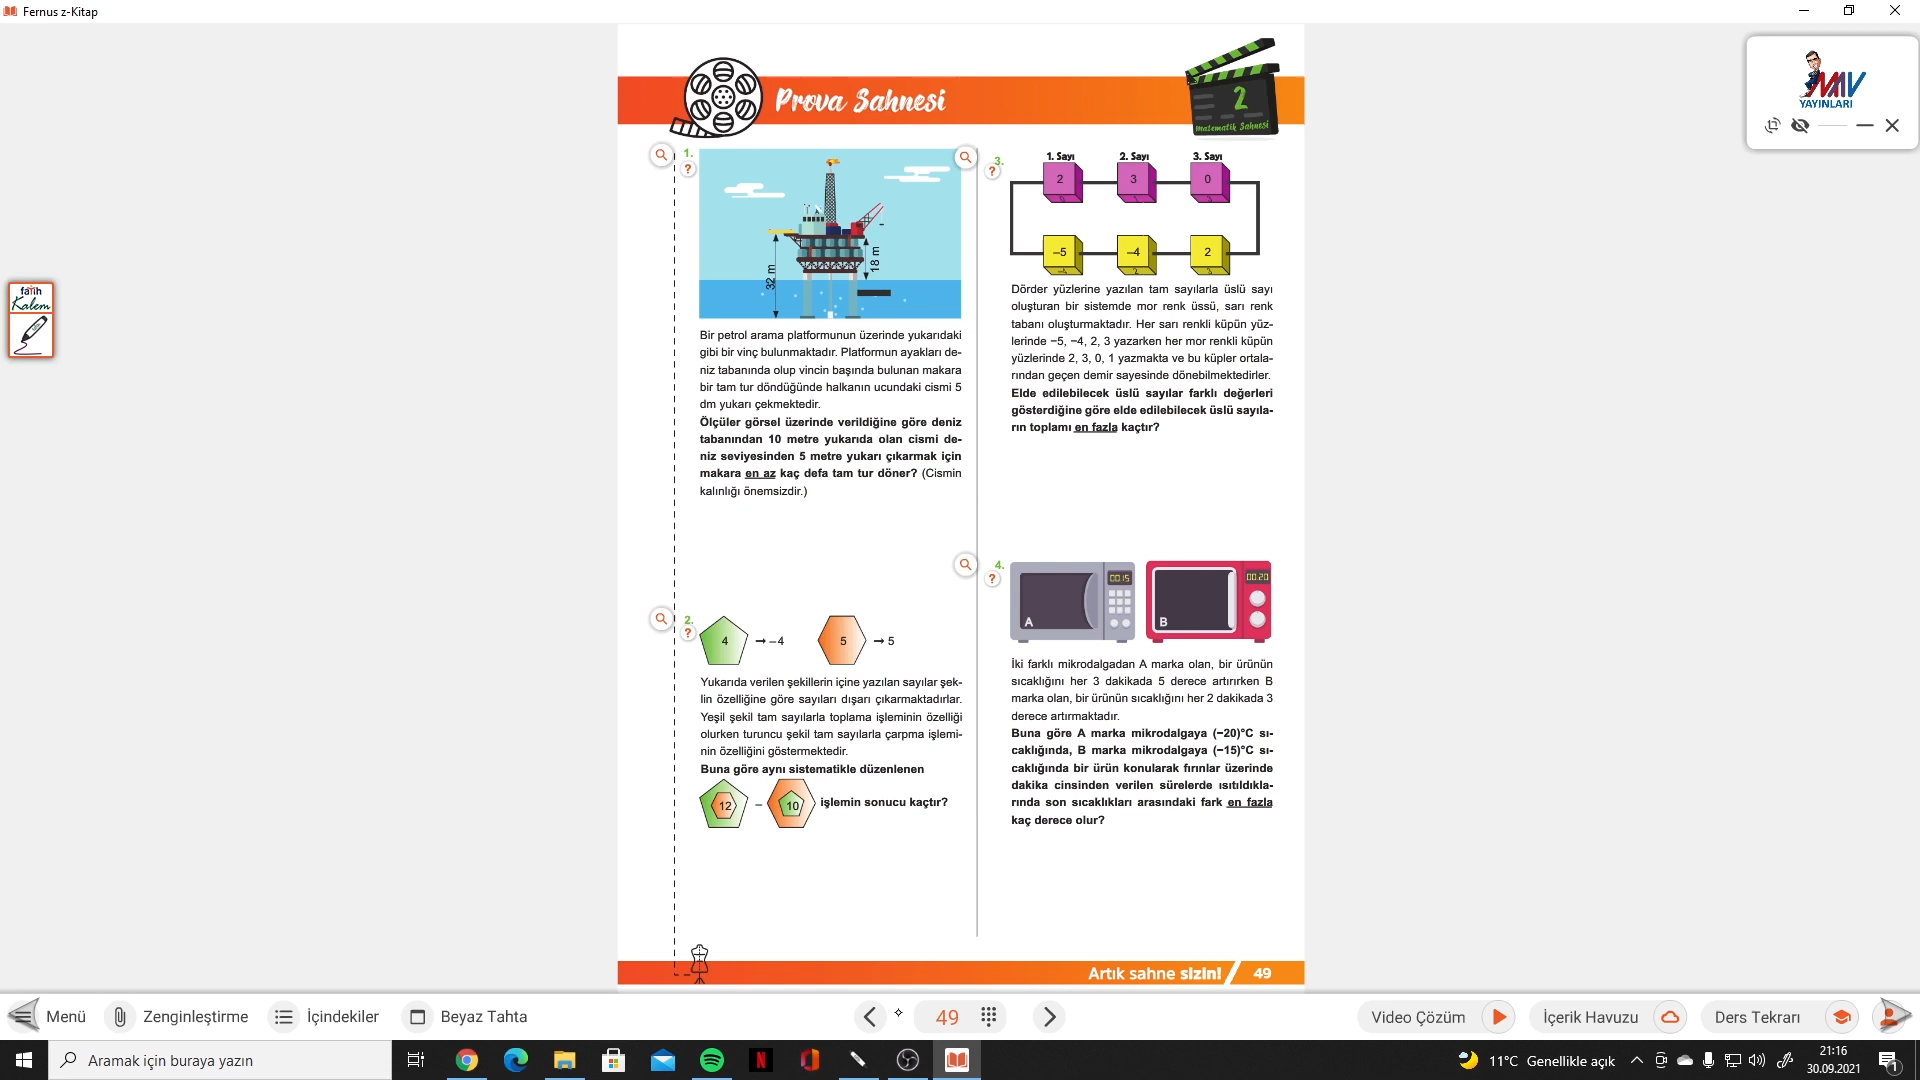 Fernus z-Kitap
Prova Sahnesi
2
Matematik Sahnesi
MAV
YAYINLARI
fatih
Kalem
1.
?
32 m
18 m
Bir petrol arama platformunun üzerinde yukarıdaki
gibi bir vinç bulunmaktadır. Platformun ayakları de-
niz tabanında olup vincin başında bulunan makara
bir tam tur döndüğünde halkanın ucundaki cismi 5
dm yukarı çekmektedir.
Ölçüler görsel üzerinde verildiğine göre deniz
tabanından 10 metre yukarıda olan cismi de-
niz seviyesinden 5 metre yukarı çıkarmak için
makara en az kaç defa tam tur döner? (Cismin
kalınlığı önemsizdir.)
2.
?
4 → –4 5 → 5
Yukarıda verilen şekillerin içine yazılan sayılar şek-
lin özelliğine göre sayıları dışarı çıkarmaktadırlar.
Yeşil şekil tam sayılarla toplama işleminin özelliği
olurken turuncu şekil tam sayılarla çarpma işlemi-
nin özelliğini göstermektedir.
Buna göre aynı sistematikle düzenlenen
12 – 10 işlemin sonucu kaçtır?
3.
?
1. Sayı 2. Sayı 3. Sayı
2 3 0
–5 –4 2
–4 2 3
Dörder yüzlerine yazılan tam sayılarla üslü sayı
oluşturan bir sistemde mor renk üssü, sarı renk
tabanı oluşturmaktadır. Her sarı renkli küpün yüz-
lerinde −5, −4, 2, 3 yazarken her mor renkli küpün
yüzlerinde 2, 3, 0, 1 yazmakta ve bu küpler ortala-
rından geçen demir sayesinde dönebilmektedirler.
Elde edilebilecek üslü sayılar farklı değerleri
gösterdiğine göre elde edilebilecek üslü sayıla-
rın toplamı en fazla kaçtır?
4.
?
00:15 00:20
A B
İki farklı mikrodalgadan A marka olan, bir ürünün
sıcaklığını her 3 dakikada 5 derece artırırken B
marka olan, bir ürünün sıcaklığını her 2 dakikada 3
derece artırmaktadır.
Buna göre A marka mikrodalgaya (−20)°C sı-
caklığında, B marka mikrodalgaya (−15)°C sı-
caklığında bir ürün konularak fırınlar üzerinde
dakika cinsinden verilen sürelerde ısıtıldıkla-
rında son sıcaklıkları arasındaki fark en fazla
kaç derece olur?
Artık sahne sizin! 49
Menü Zenginleştirme İçindekiler Beyaz Tahta 49 Video Çözüm İçerik Havuzu Ders Tekrarı
Aramak için buraya yazın
11°C Genellikle açık
21:16
30.09.2021
1